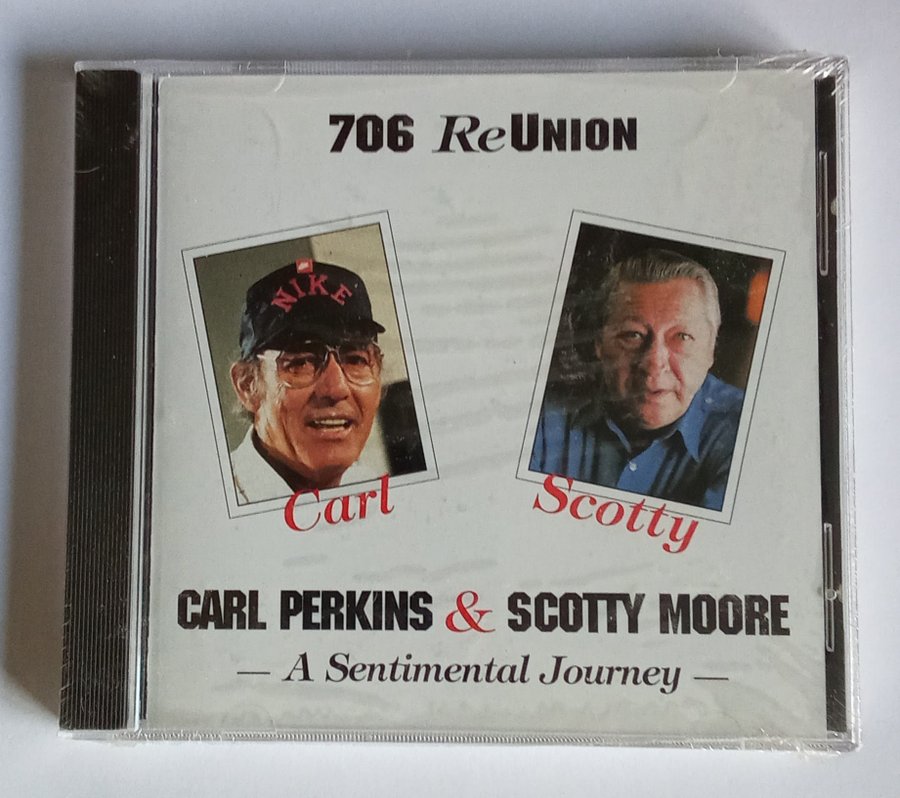 706 ReUnion
NIKE
Carl
Scotty
CARL PERKINS & SCOTTY MOORE
— A Sentimental Journey —